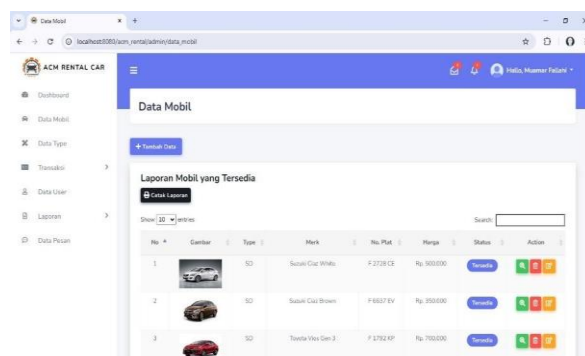 Data Mobil
localhost:8080/acm_rental/admin/data_mobil
ACM RENTAL CAR
Hallo, Muamar
Dashboard
Data Mobil
Data Type
Transaksi
Data User
Laporan
Data Pesan
Data Mobil
+ Tambah Data
Laporan Mobil yang Tersedia
Cetak Laporan
Show 10 entries
Search:
No Gambar Type Merk No. Plat Harga Status Action
1 SD Suzuki Ciaz White F 2728 CE Rp. 500.000 Tersedia
2 SD Suzuki Ciaz Brown F 6637 EV Rp. 350.000 Tersedia
3 SD Toyota Vios Gen 3 F 1792 KP Rp. 700.000 Tersedia